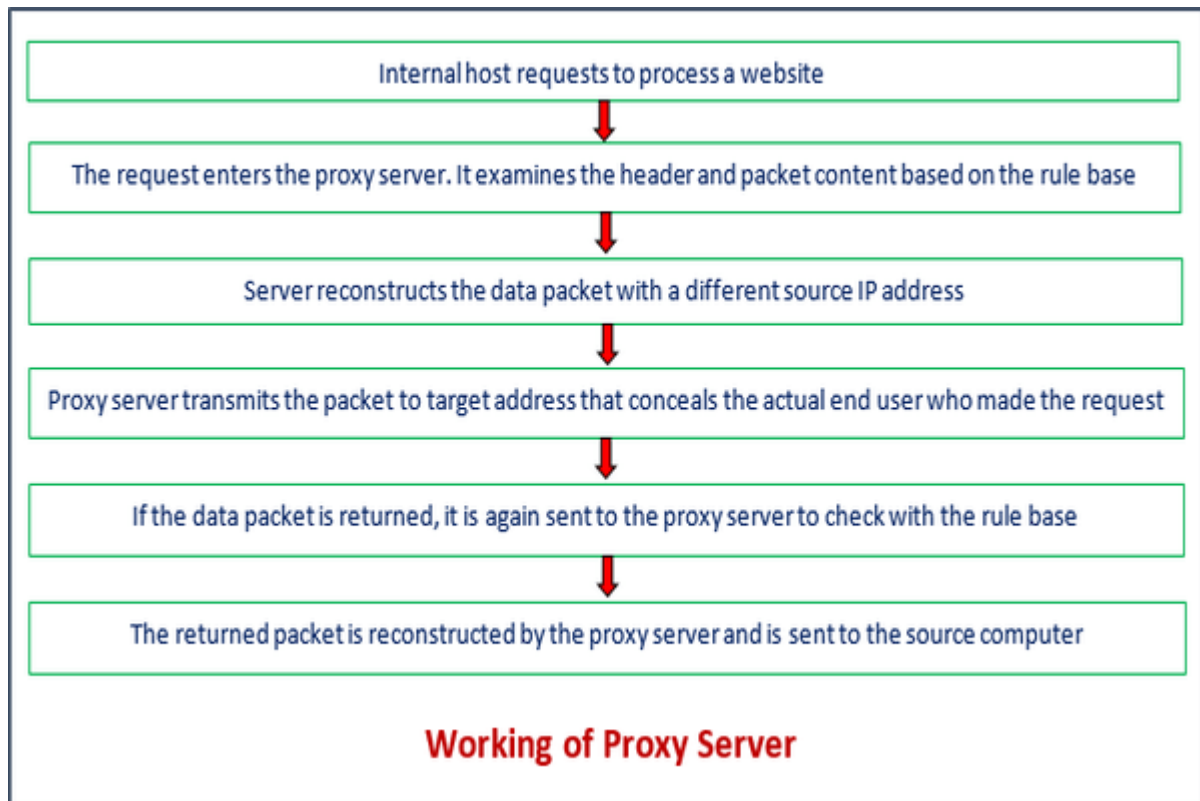 Internal host requests to process a website
The request enters the proxy server. It examines the header and packet content based on the rule base
Server reconstructs the data packet with a different source IP address
Proxy server transmits the packet to target address that conceals the actual end user who made the request
If the data packet is returned, it is again sent to the proxy server to check with the rule base
The returned packet is reconstructed by the proxy server and is sent to the source computer
Working of Proxy Server